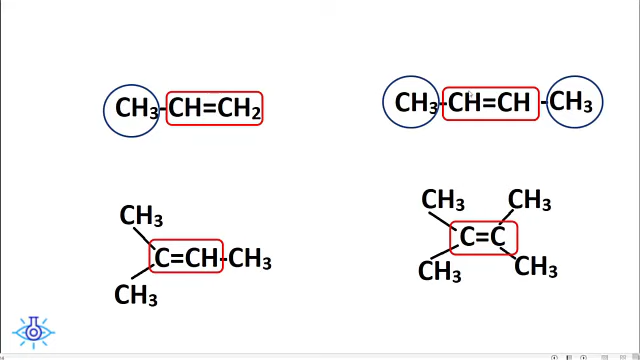 CH₃-CH=CH₂
CH₃-CH=CH-CH₃
CH₃
C=CH-CH₃
CH₃
CH₃ CH₃
C=C
CH₃ CH₃